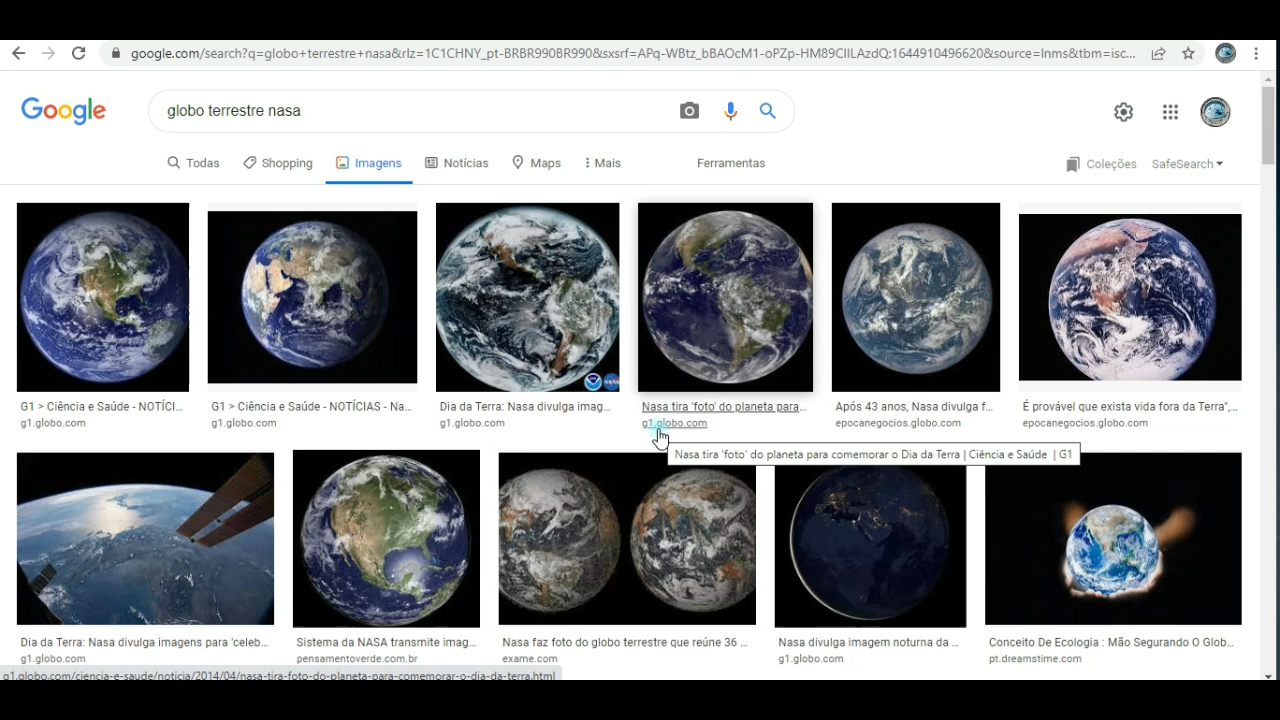 google.com/search?q=globo+terrestre+nasa&rlz=1C1CHNY_pt-BRBR990BR990&sxsrf=APq-WBtz_bBAOcM1-oPZp-HM89CIILAzdQ:1644910496620&source=lnms&tbm=isc...
Google
globo terrestre nasa
Todas Shopping Imagens Notícias Maps Mais Ferramentas Coleções SafeSearch
G1 > Ciência e Saúde - NOTÍCI... G1 > Ciência e Saúde - NOTÍCIAS - Na... Dia da Terra: Nasa divulga imag... Nasa tira 'foto' do planeta para... Após 43 anos, Nasa divulga f... É provável que exista vida fora da Terra",...
g1.globo.com g1.globo.com g1.globo.com g1.globo.com epocanegocios.globo.com epocanegocios.globo.com
Nasa tira 'foto' do planeta para comemorar o Dia da Terra | Ciência e Saúde | G1
Dia da Terra: Nasa divulga imagens para 'celeb... Sistema da NASA transmite imag... Nasa faz foto do globo terrestre que reúne 36 ... Nasa divulga imagem noturna da ... Conceito De Ecologia : Mão Segurando O Glob...
g1.globo.com pensamentoverde.com.br exame.com g1.globo.com pt.dreamstime.com
g1.globo.com/ciencia-e-saude/noticia/2014/04/nasa-tira-foto-do-planeta-para-comemorar-o-dia-da-terra.html